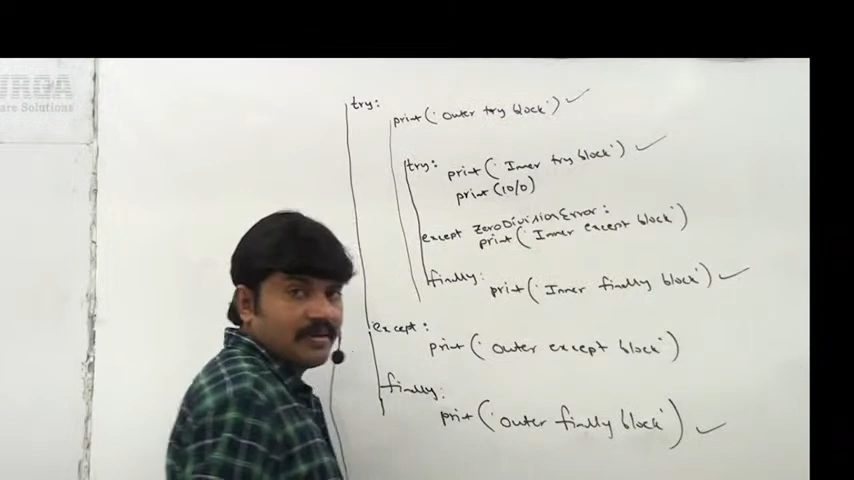 are Solutions
try:
print('Outer try block')
try: print('Inner try block')
print(10/0)
except ZeroDivisionError:
print('Inner except block')
finally: print('Inner finally block')
except:
print('Outer except block')
finally:
print('Outer finally block')